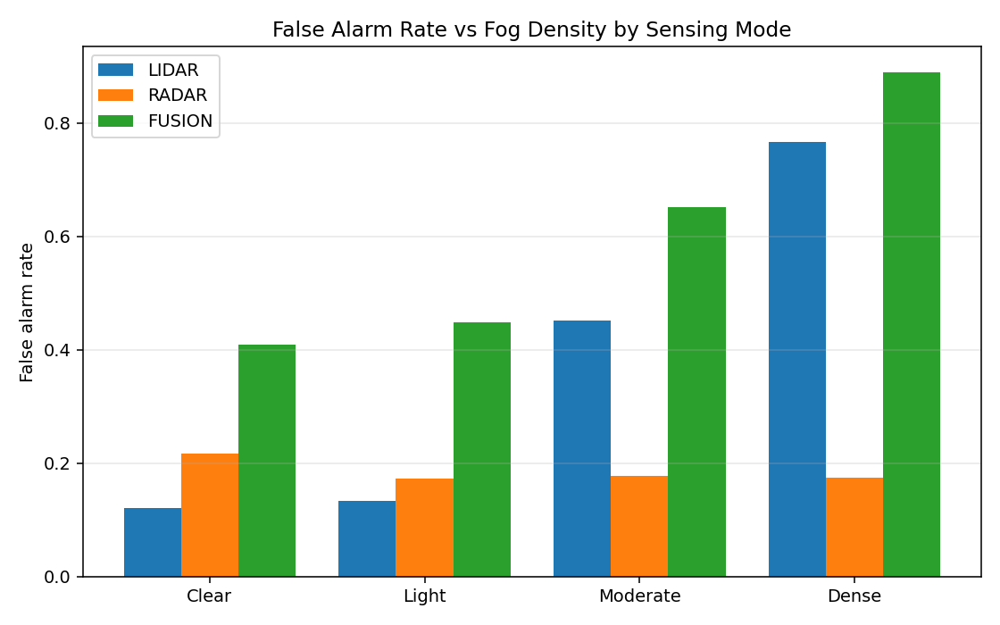 False Alarm Rate vs Fog Density by Sensing Mode
LIDAR
RADAR
FUSION
False alarm rate
0.8
0.6
0.4
0.2
0.0
Clear
Light
Moderate
Dense